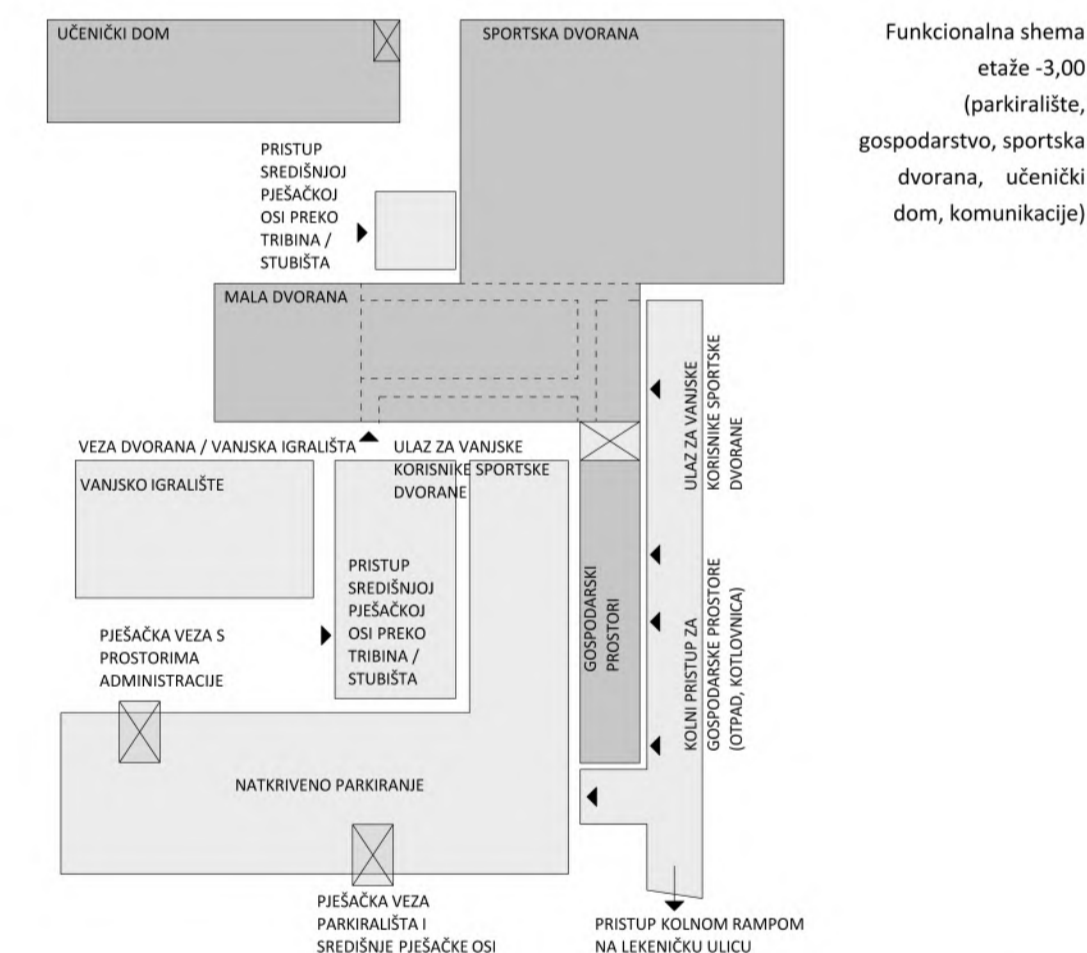 UČENIČKI DOM
SPORTSKA DVORANA
Funkcionalna shema
etaže -3,00
(parkiralište,
gospodarstvo, sportska
dvorana, učenički
dom, komunikacije)
PRISTUP
SREDIŠNJOJ
PJEŠAČKOJ
OSI PREKO
TRIBINA /
STUBIŠTA
MALA DVORANA
ULAZ ZA VANJSKE
KORISNIKE SPORTSKE
DVORANE
VEZA DVORANA / VANJSKA IGRALIŠTA
ULAZ ZA VANJSKE
KORISNIKE SPORTSKE
DVORANE
VANJSKO IGRALIŠTE
PRISTUP
SREDIŠNJOJ
PJEŠAČKOJ
OSI PREKO
TRIBINA /
STUBIŠTA
GOSPODARSKI
PROSTORI
KOLNI PRISTUP ZA
GOSPODARSKE PROSTORE
(OTPAD, KOTLOVNICA)
PJEŠAČKA VEZA S
PROSTORIMA
ADMINISTRACIJE
NATKRIVENO PARKIRANJE
PJEŠAČKA VEZA
PARKIRALIŠTA I
SREDIŠNJE PJEŠAČKE OSI
PRISTUP KOLNOM RAMPOM
NA LEKENIČKU ULICU